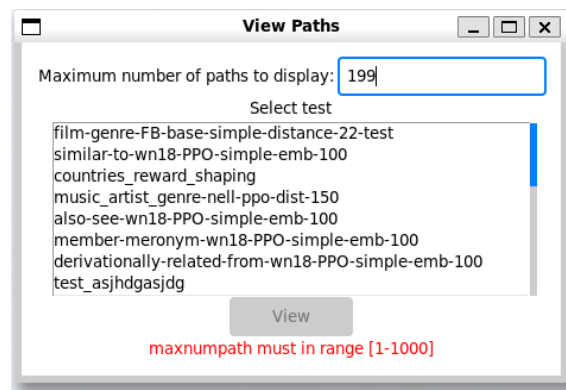 View Paths
Maximum number of paths to display: 199
Select test
film-genre-FB-base-simple-distance-22-test
similar-to-wn18-PPO-simple-emb-100
countries_reward_shaping
music_artist_genre-nell-ppo-dist-150
also-see-wn18-PPO-simple-emb-100
member-meronym-wn18-PPO-simple-emb-100
derivationally-related-from-wn18-PPO-simple-emb-100
test_asjhdgasjdg
View
maxnumpath must in range [1-1000]